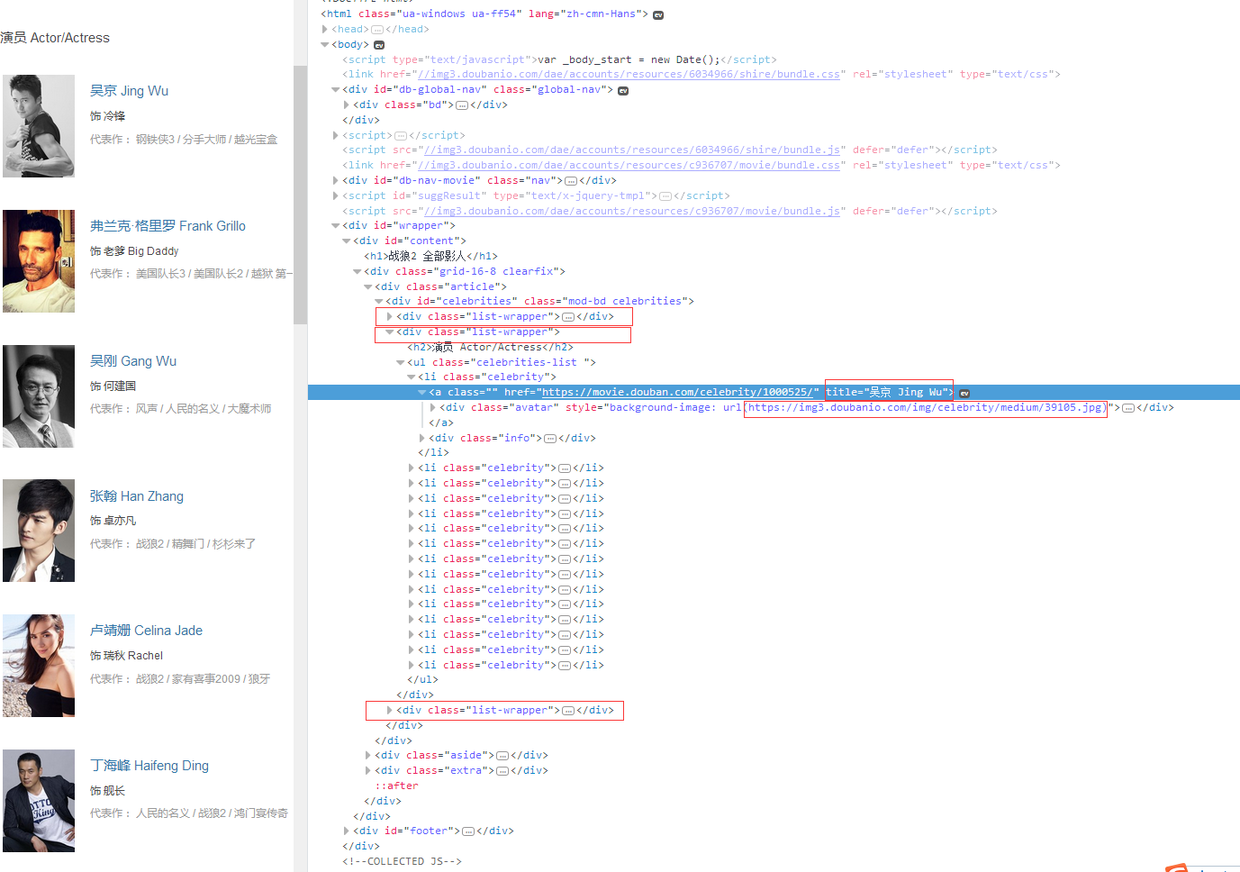 演员 Actor/Actress
吴京 Jing Wu
饰 冷锋
代表作： 钢铁侠3 / 分手大师 / 越光宝盒
弗兰克·格里罗 Frank Grillo
饰 老爹 Big Daddy
代表作： 美国队长3 / 美国队长2 / 越狱 第一
吴刚 Gang Wu
饰 何建国
代表作： 风声 / 人民的名义 / 大魔术师
张翰 Han Zhang
饰 卓亦凡
代表作： 战狼2 / 精舞门 / 杉杉来了
卢靖姗 Celina Jade
饰 瑞秋 Rachel
代表作： 战狼2 / 家有喜事2009 / 狼牙
丁海峰 Haifeng Ding
饰 舰长
代表作： 人民的名义 / 战狼2 / 鸿门宴传奇
<html class="ua-windows ua-ff54" lang="zh-cmn-Hans"> ev
<head>…</head>
<body> ev
<script type="text/javascript">var _body_start = new Date();</script>
<link href="//img3.doubanio.com/dae/accounts/resources/6034966/shire/bundle.css" rel="stylesheet" type="text/css">
<div id="db-global-nav" class="global-nav"> ev
<div class="bd">…</div>
</div>
<script>…</script>
<script src="//img3.doubanio.com/dae/accounts/resources/6034966/shire/bundle.js" defer="defer"></script>
<link href="//img3.doubanio.com/dae/accounts/resources/c936707/movie/bundle.css" rel="stylesheet" type="text/css">
<div id="db-nav-movie" class="nav">…</div>
<script id="suggResult" type="text/x-jquery-tmpl">…</script>
<script src="//img3.doubanio.com/dae/accounts/resources/c936707/movie/bundle.js" defer="defer"></script>
<div id="wrapper">
<div id="content">
<h1>战狼2 全部影人</h1>
<div class="grid-16-8 clearfix">
<div class="article">
<div id="celebrities" class="mod-bd celebrities">
<div class="list-wrapper">…</div>
<div class="list-wrapper">
<h2>演员 Actor/Actress</h2>
<ul class="celebrities-list ">
<li class="celebrity">
<a class="" href="https://movie.douban.com/celebrity/1000525/" title="吴京 Jing Wu"> ev
<div class="avatar" style="background-image: url(https://img3.doubanio.com/img/celebrity/medium/39105.jpg)">…</div>
</a>
<div class="info">…</div>
</li>
<li class="celebrity">…</li>
<li class="celebrity">…</li>
<li class="celebrity">…</li>
<li class="celebrity">…</li>
<li class="celebrity">…</li>
<li class="celebrity">…</li>
<li class="celebrity">…</li>
<li class="celebrity">…</li>
<li class="celebrity">…</li>
<li class="celebrity">…</li>
<li class="celebrity">…</li>
<li class="celebrity">…</li>
<li class="celebrity">…</li>
<li class="celebrity">…</li>
</ul>
</div>
<div class="list-wrapper">…</div>
</div>
</div>
<div class="aside">…</div>
<div class="extra">…</div>
::after
</div>
</div>
<div id="footer">…</div>
</div>
<!--COLLECTED JS-->